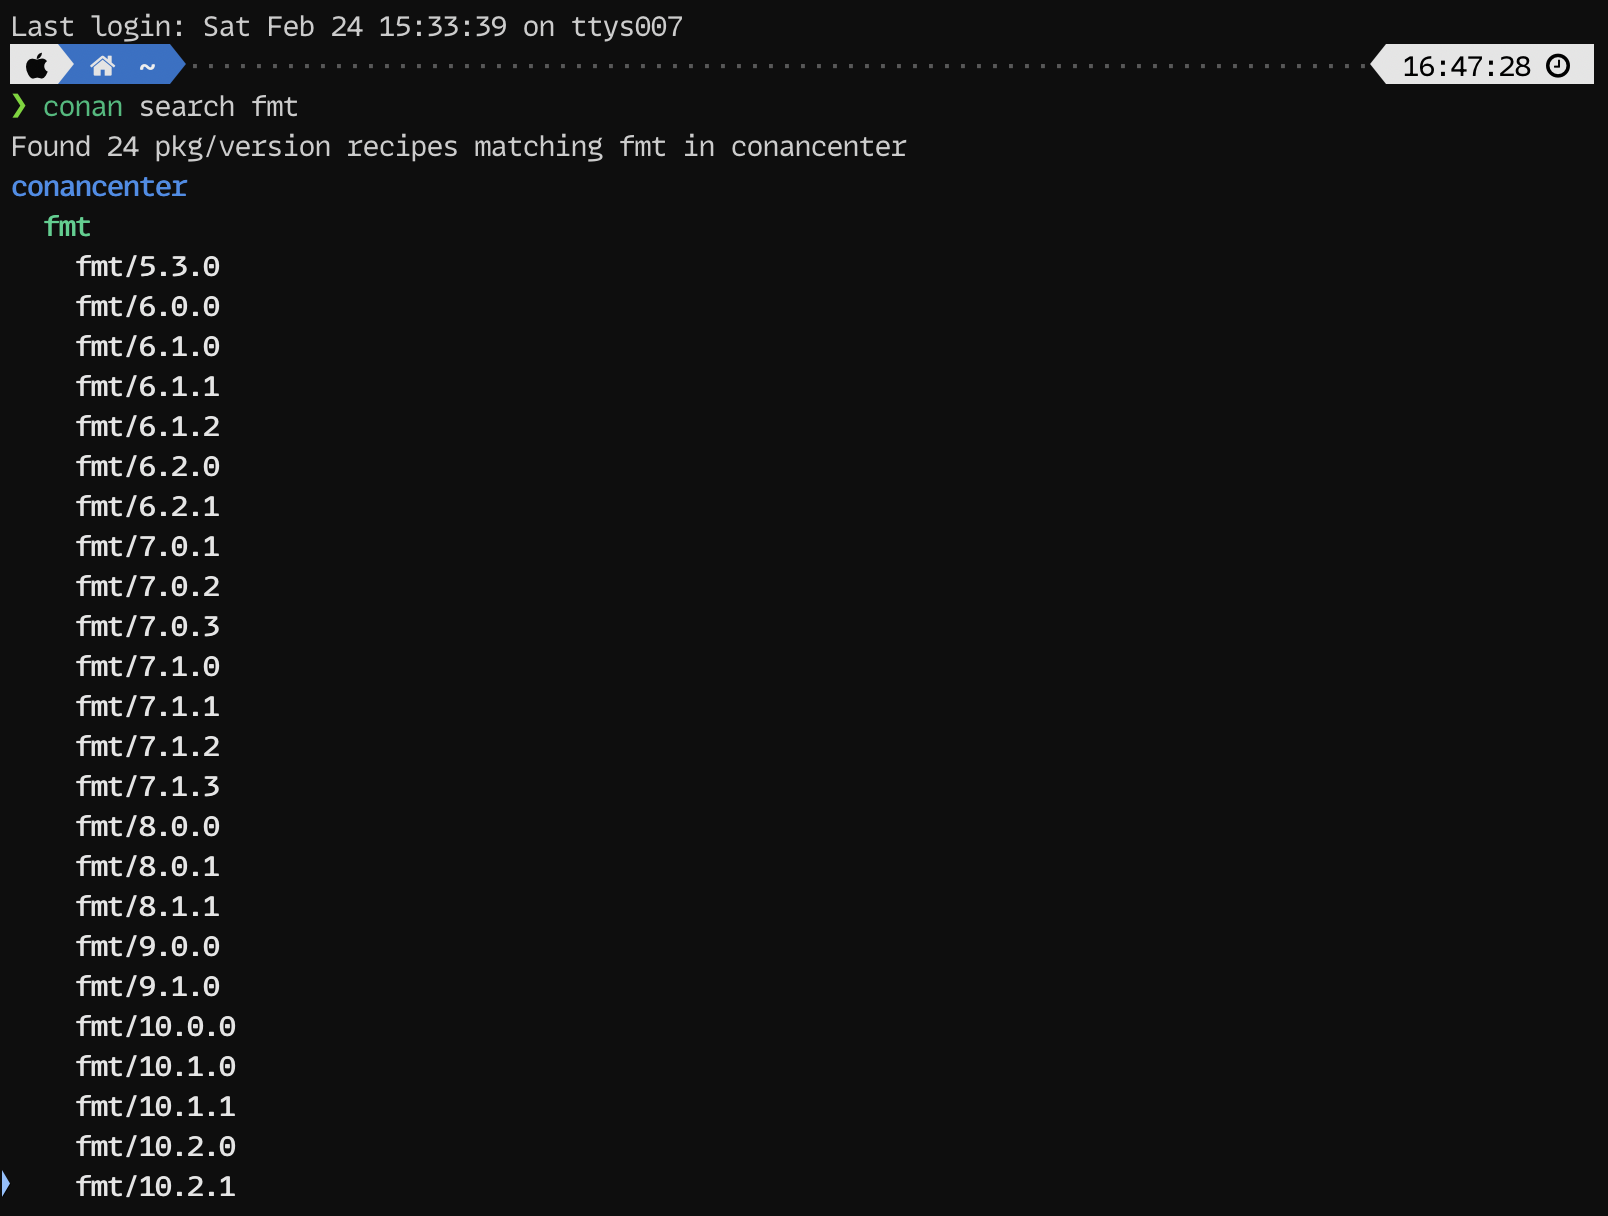 Last login: Sat Feb 24 15:33:39 on ttys007
~ 16:47:28
❯ conan search fmt
Found 24 pkg/version recipes matching fmt in conancenter
conancenter
fmt
fmt/5.3.0
fmt/6.0.0
fmt/6.1.0
fmt/6.1.1
fmt/6.1.2
fmt/6.2.0
fmt/6.2.1
fmt/7.0.1
fmt/7.0.2
fmt/7.0.3
fmt/7.1.0
fmt/7.1.1
fmt/7.1.2
fmt/7.1.3
fmt/8.0.0
fmt/8.0.1
fmt/8.1.1
fmt/9.0.0
fmt/9.1.0
fmt/10.0.0
fmt/10.1.0
fmt/10.1.1
fmt/10.2.0
fmt/10.2.1